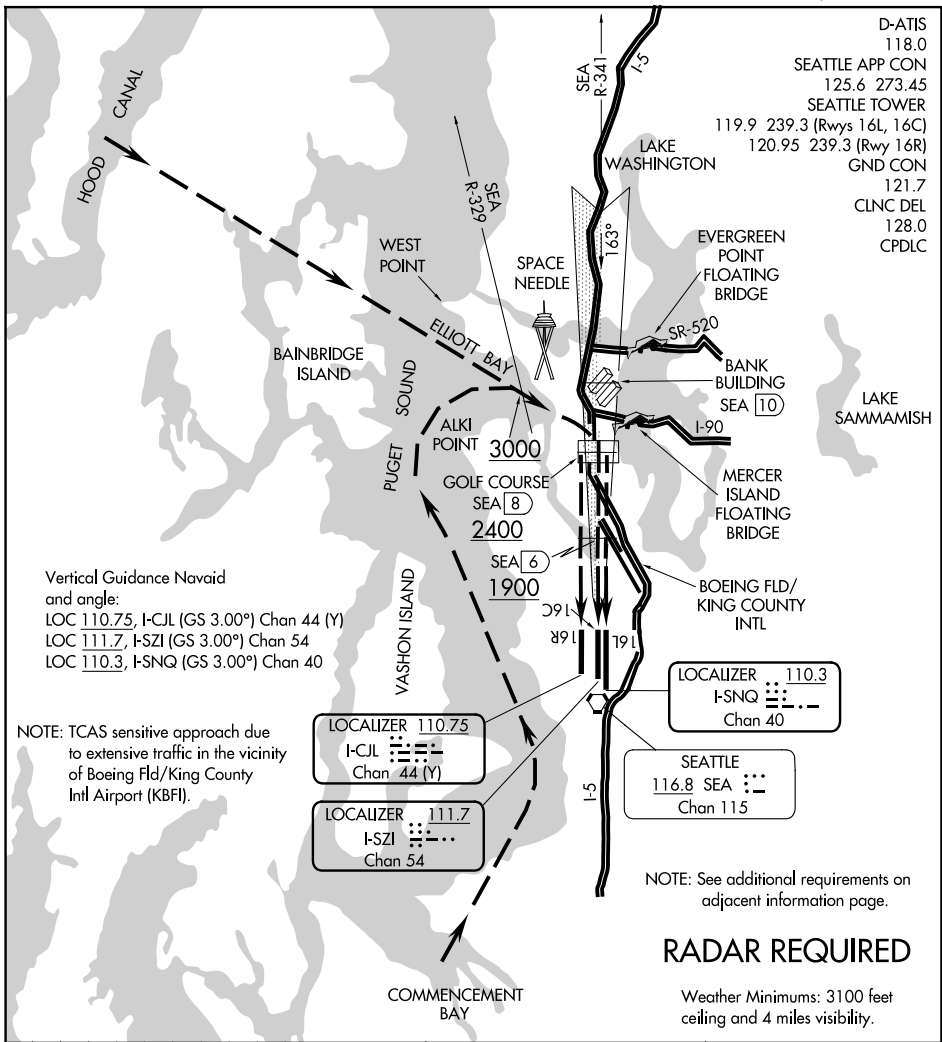 D-ATIS
118.0
SEATTLE APP CON
125.6 273.45
SEATTLE TOWER
119.9 239.3 (Rwys 16L, 16C)
120.95 239.3 (Rwy 16R)
GND CON
121.7
CLNC DEL
128.0
CPDLC
HOOD
CANAL
SEA
R-341
I-5
LAKE
WASHINGTON
SEA
R-329
163°
WEST
POINT
SPACE
NEEDLE
EVERGREEN
POINT
FLOATING
BRIDGE
SR-520
ELLIOTT BAY
BAINBRIDGE
ISLAND
BANK
BUILDING
SEA 10
LAKE
SAMMAMISH
PUGET
SOUND
ALKI
POINT
3000
I-90
GOLF COURSE
SEA 8
2400
MERCER
ISLAND
FLOATING
BRIDGE
SEA 6
1900
BOEING FLD/
KING COUNTY
INTL
Vertical Guidance Navaid
and angle:
LOC 110.75, I-CJL (GS 3.00°) Chan 44 (Y)
LOC 111.7, I-SZI (GS 3.00°) Chan 54
LOC 110.3, I-SNQ (GS 3.00°) Chan 40
VASHON ISLAND
16R
16C
16L
NOTE: TCAS sensitive approach due
to extensive traffic in the vicinity
of Boeing Fld/King County
Intl Airport (KBFI).
LOCALIZER 110.75
I-CJL
Chan 44 (Y)
LOCALIZER 110.3
I-SNQ
Chan 40
LOCALIZER 111.7
I-SZI
Chan 54
SEATTLE
116.8 SEA
Chan 115
I-5
NOTE: See additional requirements on
adjacent information page.
RADAR REQUIRED
COMMENCEMENT
BAY
Weather Minimums: 3100 feet
ceiling and 4 miles visibility.